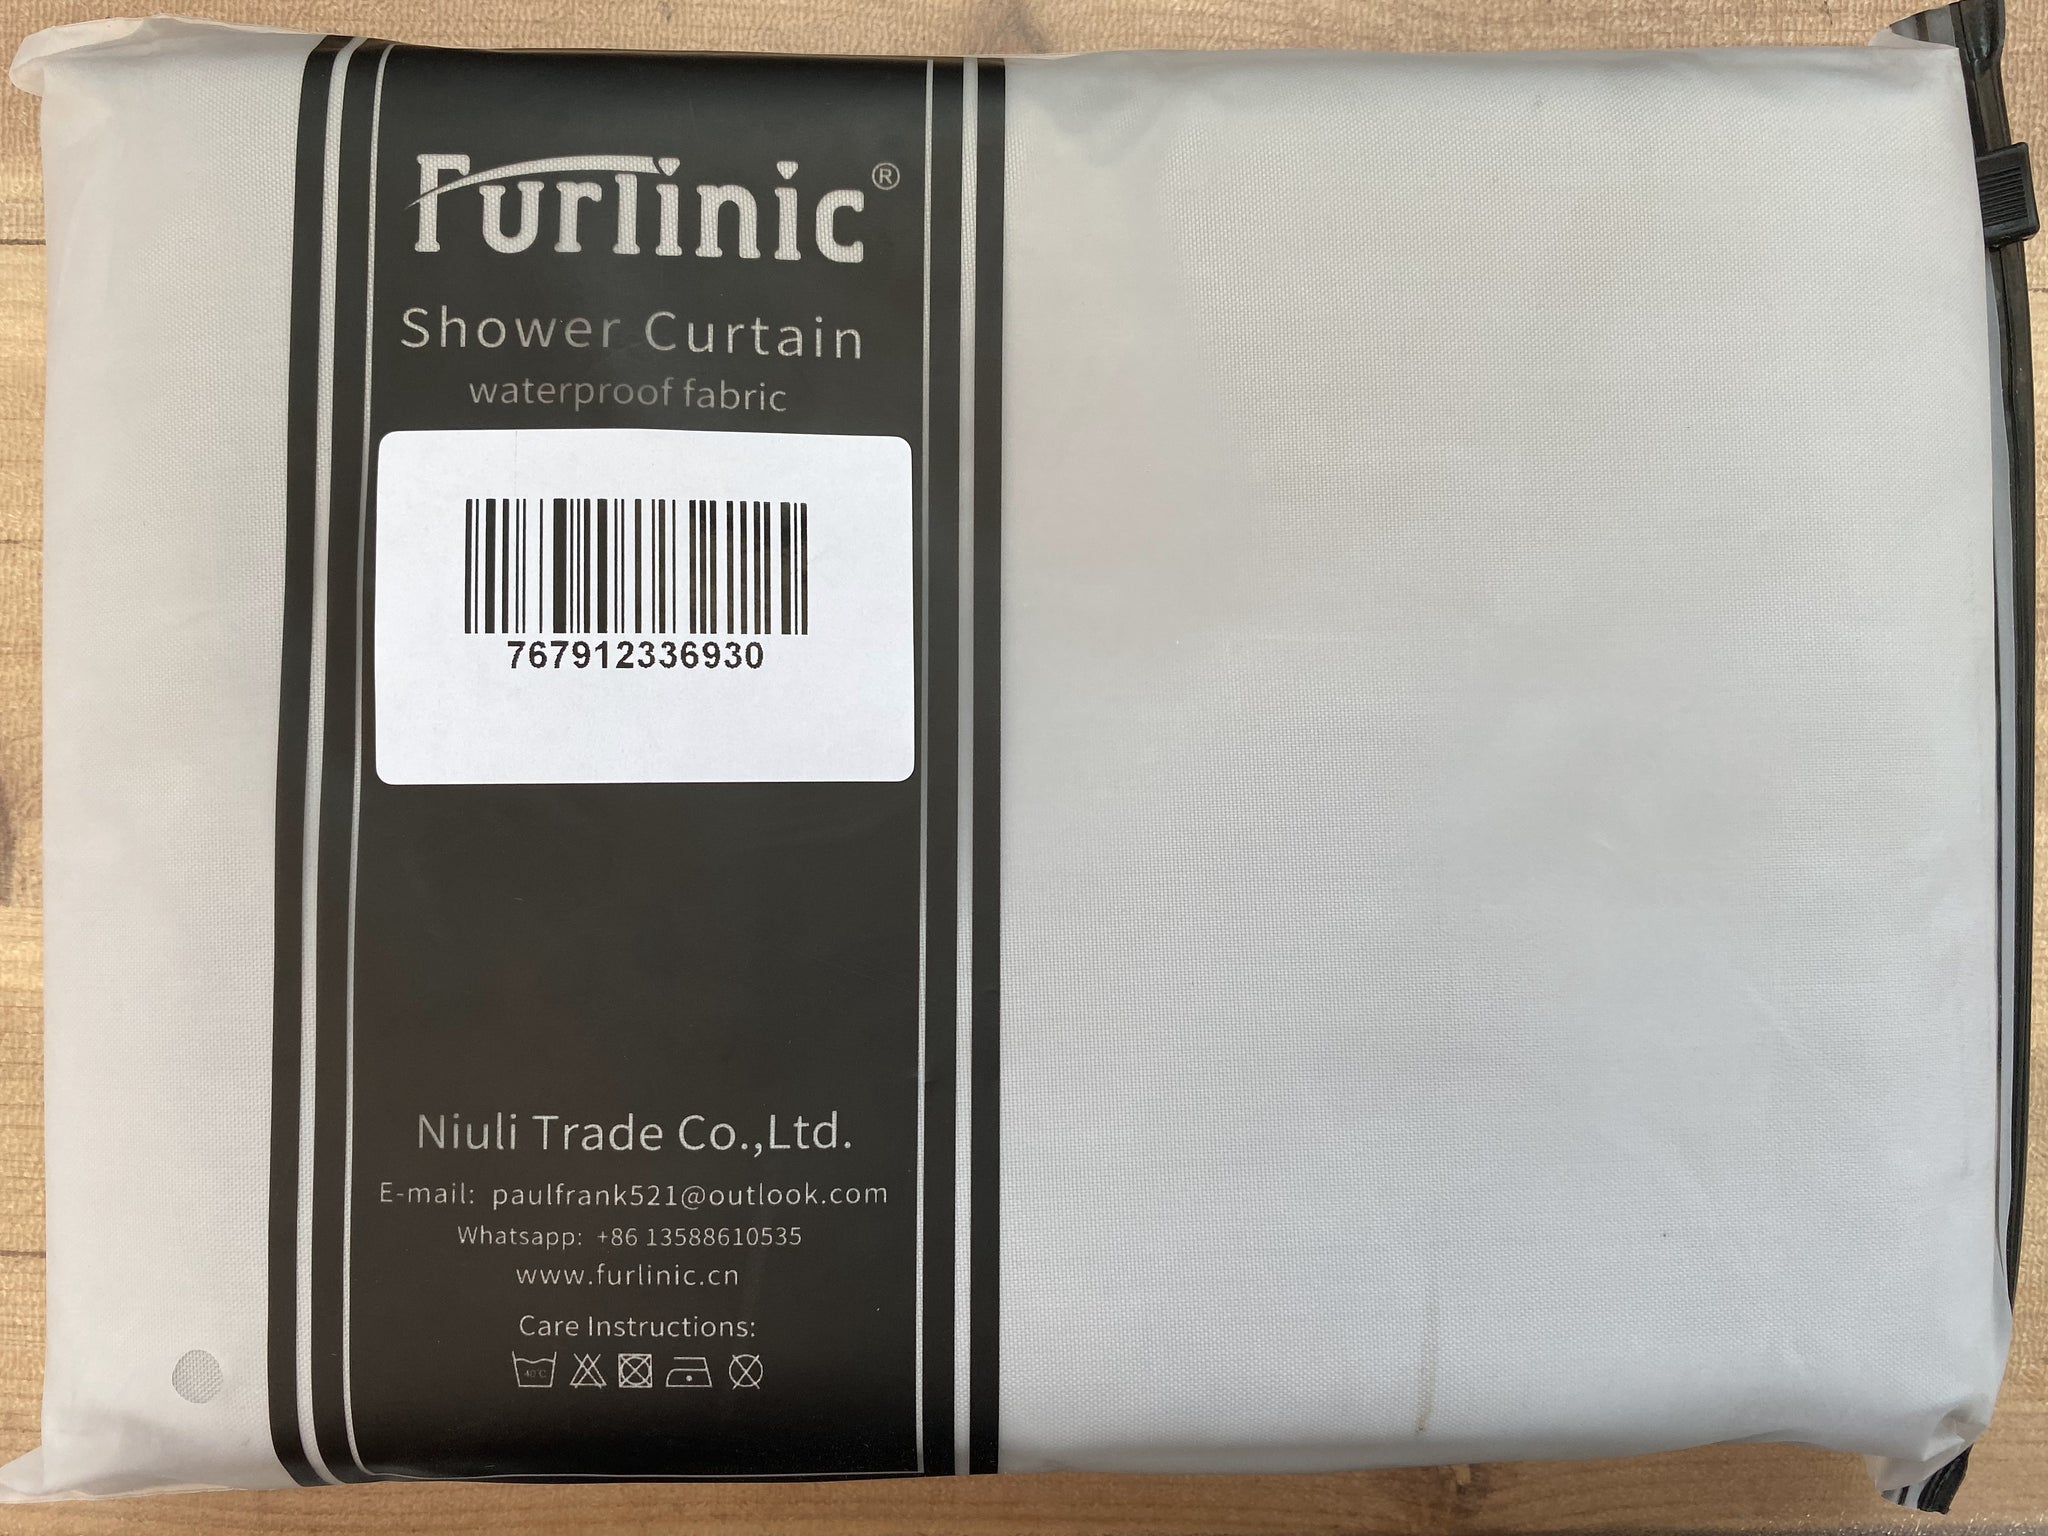 Furlinic®
Shower Curtain
waterproof fabric
767912336930
Niuli Trade Co.,Ltd.
E-mail: paulfrank521@outlook.com
Whatsapp: +86 13588610535
www.furlinic.cn
Care Instructions:
40°C